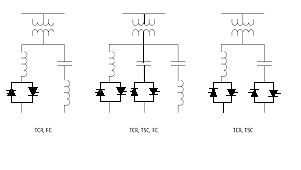 TCR, FC
TCR, TSC, FC
TCR, TSC